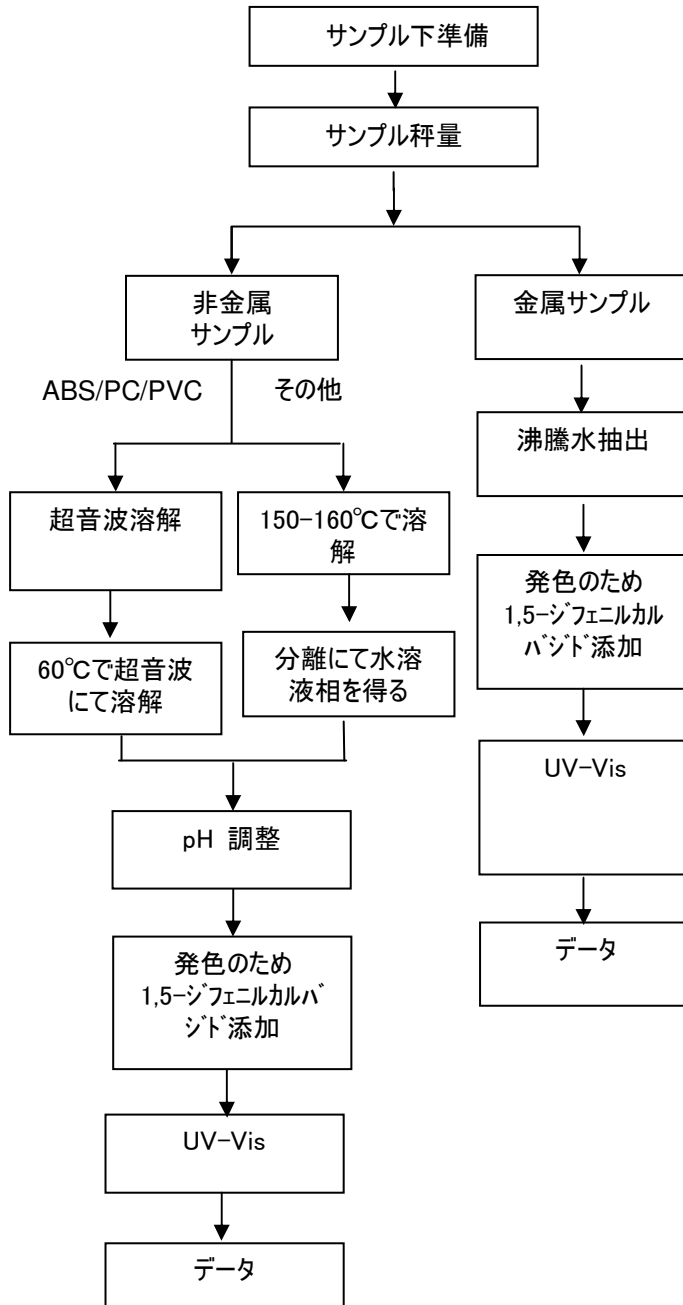 サンプル下準備
サンプル秤量
非金属
サンプル
金属サンプル
ABS/PC/PVC
その他
沸騰水抽出
超音波溶解
150-160℃で溶
解
発色のため
1,5-ｼﾞﾌｪﾆﾙｶﾙ
ﾊﾞｼﾞﾄﾞ添加
60℃で超音波
にて溶解
分離にて水溶
液相を得る
UV-Vis
pH 調整
データ
発色のため
1,5-ｼﾞﾌｪﾆﾙｶﾙﾊﾞ
ｼﾞﾄﾞ添加
UV-Vis
データ